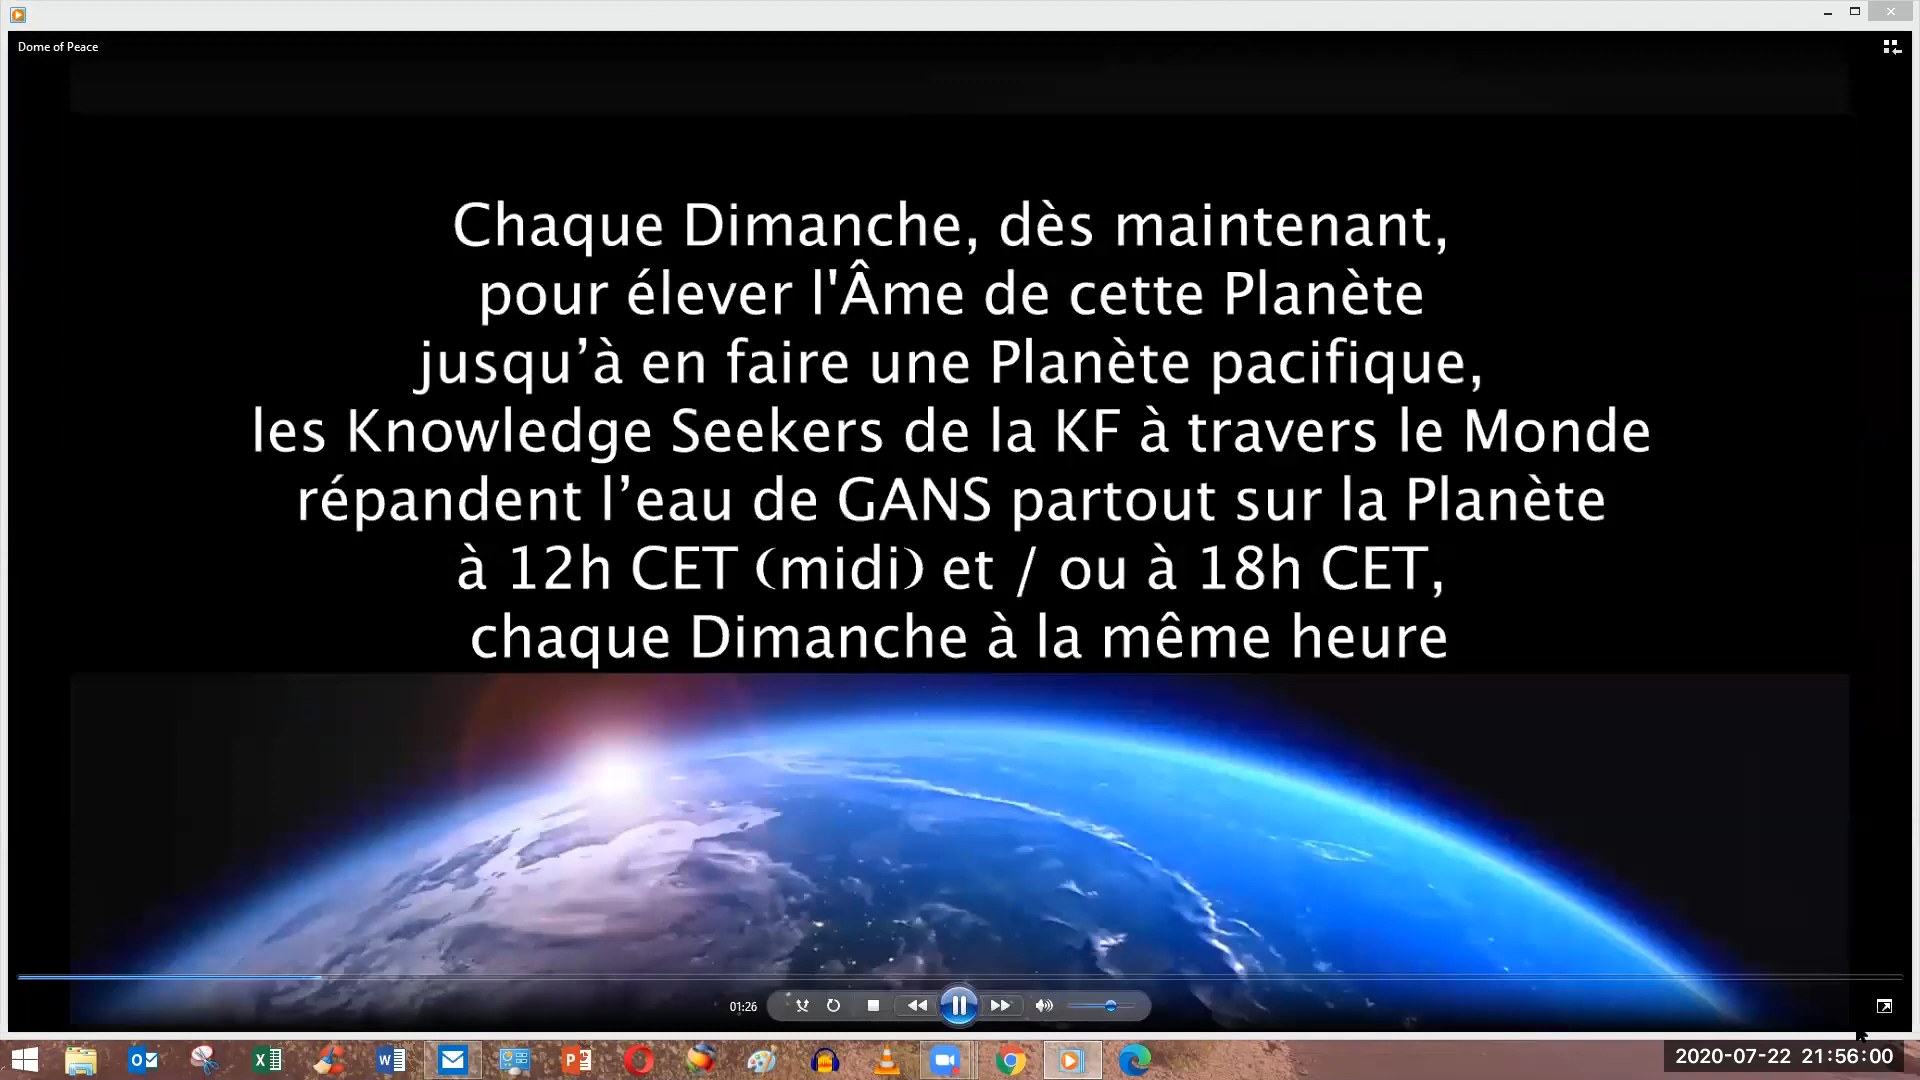 Dome of Peace
Chaque Dimanche, dès maintenant,
pour élever l'Âme de cette Planète
jusqu’à en faire une Planète pacifique,
les Knowledge Seekers de la KF à travers le Monde
répandent l’eau de GANS partout sur la Planète
à 12h CET (midi) et / ou à 18h CET,
chaque Dimanche à la même heure
01:26
2020-07-22 21:56:00